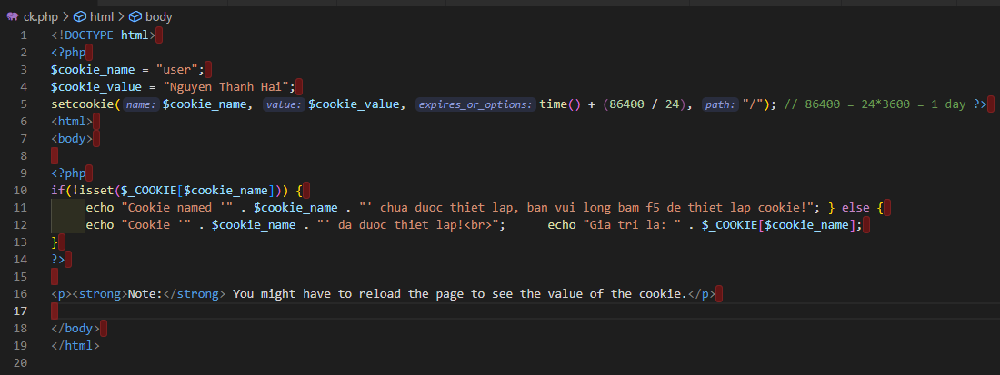 ck.php > html > body
1 <!DOCTYPE html>
2 <?php
3 $cookie_name = "user";
4 $cookie_value = "Nguyen Thanh Hai";
5 setcookie( name: $cookie_name, value: $cookie_value, expires_or_options: time() + (86400 / 24), path: "/"); // 86400 = 24*3600 = 1 day ?>
6 <html>
7 <body>
8
9 <?php
10 if(!isset($_COOKIE[$cookie_name])) {
11     echo "Cookie named '" . $cookie_name . "' chua duoc thiet lap, ban vui long bam f5 de thiet lap cookie!"; } else {
12     echo "Cookie '" . $cookie_name . "' da duoc thiet lap!<br>";      echo "Gia tri la: " . $_COOKIE[$cookie_name];
13 }
14 ?>
15
16 <p><strong>Note:</strong> You might have to reload the page to see the value of the cookie.</p>
17
18 </body>
19 </html>
20